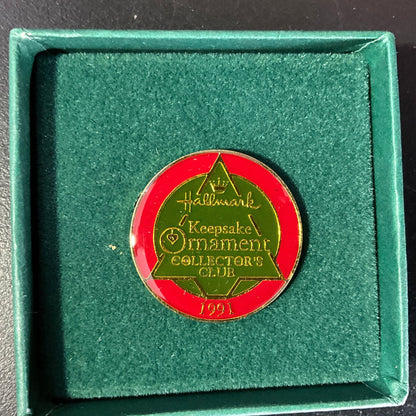 Hallmark
Keepsake
Ornament
COLLECTOR'S
CLUB
1991